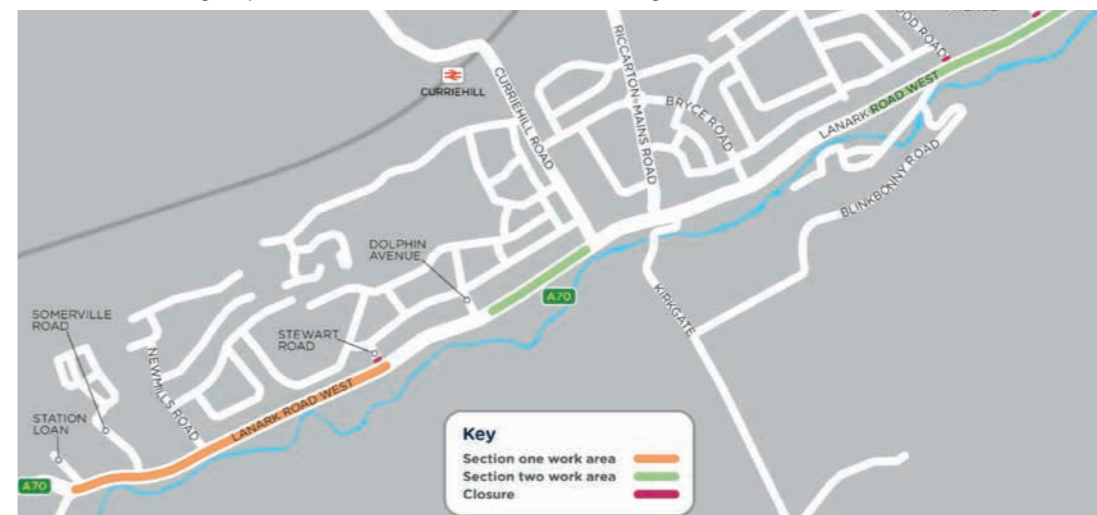 OOD ROAD
RICCARTON-MAINS ROAD
CURRIEHILL
CURRIEHILL ROAD
BRYCE ROAD
LANARK ROAD WEST
BLINKBONNY ROAD
DOLPHIN
AVENUE
A70
KIRKGATE
SOMERVILLE
ROAD
STEWART
ROAD
NEWMILLS ROAD
LANARK ROAD WEST
STATION
LOAN
A70
Key
Section one work area
Section two work area
Closure